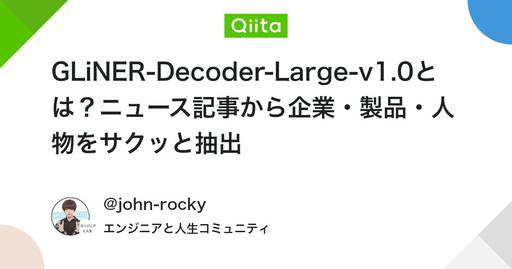 Qiita
GLiNER-Decoder-Large-v1.0と
は？ニュース記事から企業・製品・人
物をサクッと抽出
@john-rocky
エンジニアと人生コミュニティ